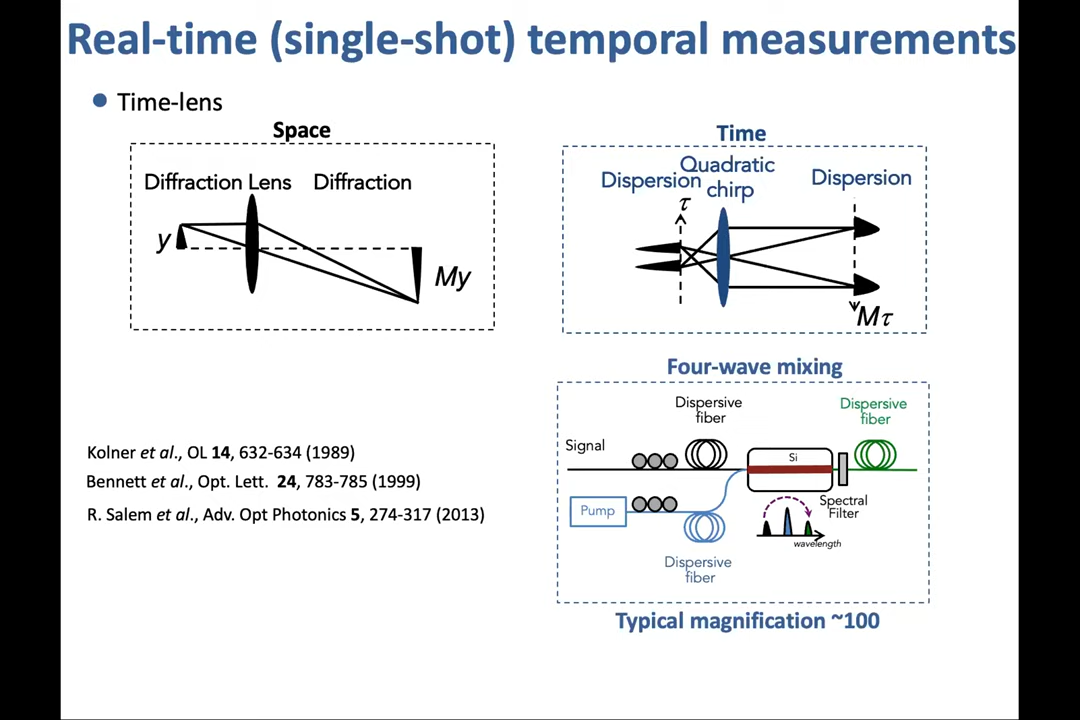 Real-time (single-shot) temporal measurements
Time-lens
Space
Diffraction Lens Diffraction
y
My
Time
Quadratic
chirp
Dispersion
Dispersion
τ
Mτ
Four-wave mixing
Dispersive
fiber
Dispersive
fiber
Signal
Si
Pump
Spectral
Filter
wavelength
Dispersive
fiber
Typical magnification ~100
Kolner et al., OL 14, 632-634 (1989)
Bennett et al., Opt. Lett. 24, 783-785 (1999)
R. Salem et al., Adv. Opt Photonics 5, 274-317 (2013)